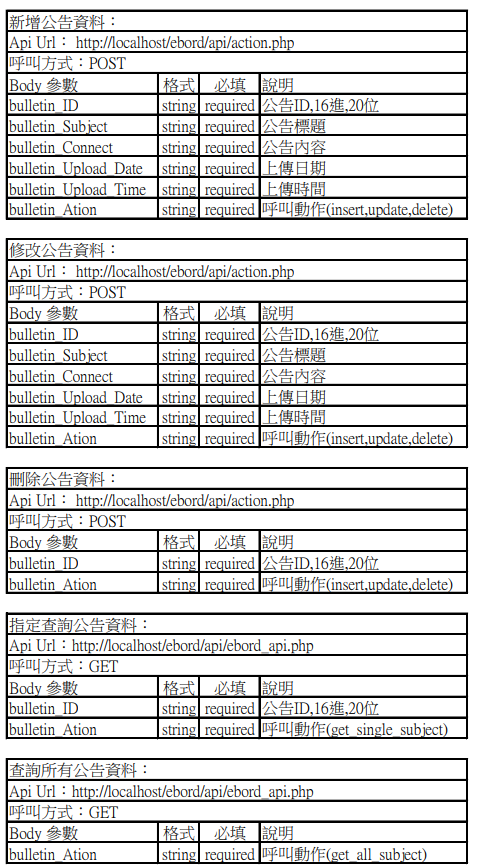 新增公告資料：
Api Url： http://localhost/ebord/api/action.php
呼叫方式：POST
Body 參數 格式 必填 說明
bulletin_ID string required 公告ID,16進,20位
bulletin_Subject string required 公告標題
bulletin_Connect string required 公告內容
bulletin_Upload_Date string required 上傳日期
bulletin_Upload_Time string required 上傳時間
bulletin_Ation string required 呼叫動作(insert,update,delete)
修改公告資料：
Api Url： http://localhost/ebord/api/action.php
呼叫方式：POST
Body 參數 格式 必填 說明
bulletin_ID string required 公告ID,16進,20位
bulletin_Subject string required 公告標題
bulletin_Connect string required 公告內容
bulletin_Upload_Date string required 上傳日期
bulletin_Upload_Time string required 上傳時間
bulletin_Ation string required 呼叫動作(insert,update,delete)
刪除公告資料：
Api Url： http://localhost/ebord/api/action.php
呼叫方式：POST
Body 參數 格式 必填 說明
bulletin_ID string required 公告ID,16進,20位
bulletin_Ation string required 呼叫動作(insert,update,delete)
指定查詢公告資料：
Api Url：http://localhost/ebord/api/ebord_api.php
呼叫方式：GET
Body 參數 格式 必填 說明
bulletin_ID string required 公告ID,16進,20位
bulletin_Ation string required 呼叫動作(get_single_subject)
查詢所有公告資料：
Api Url：http://localhost/ebord/api/ebord_api.php
呼叫方式：GET
Body 參數 格式 必填 說明
bulletin_Ation string required 呼叫動作(get_all_subject)